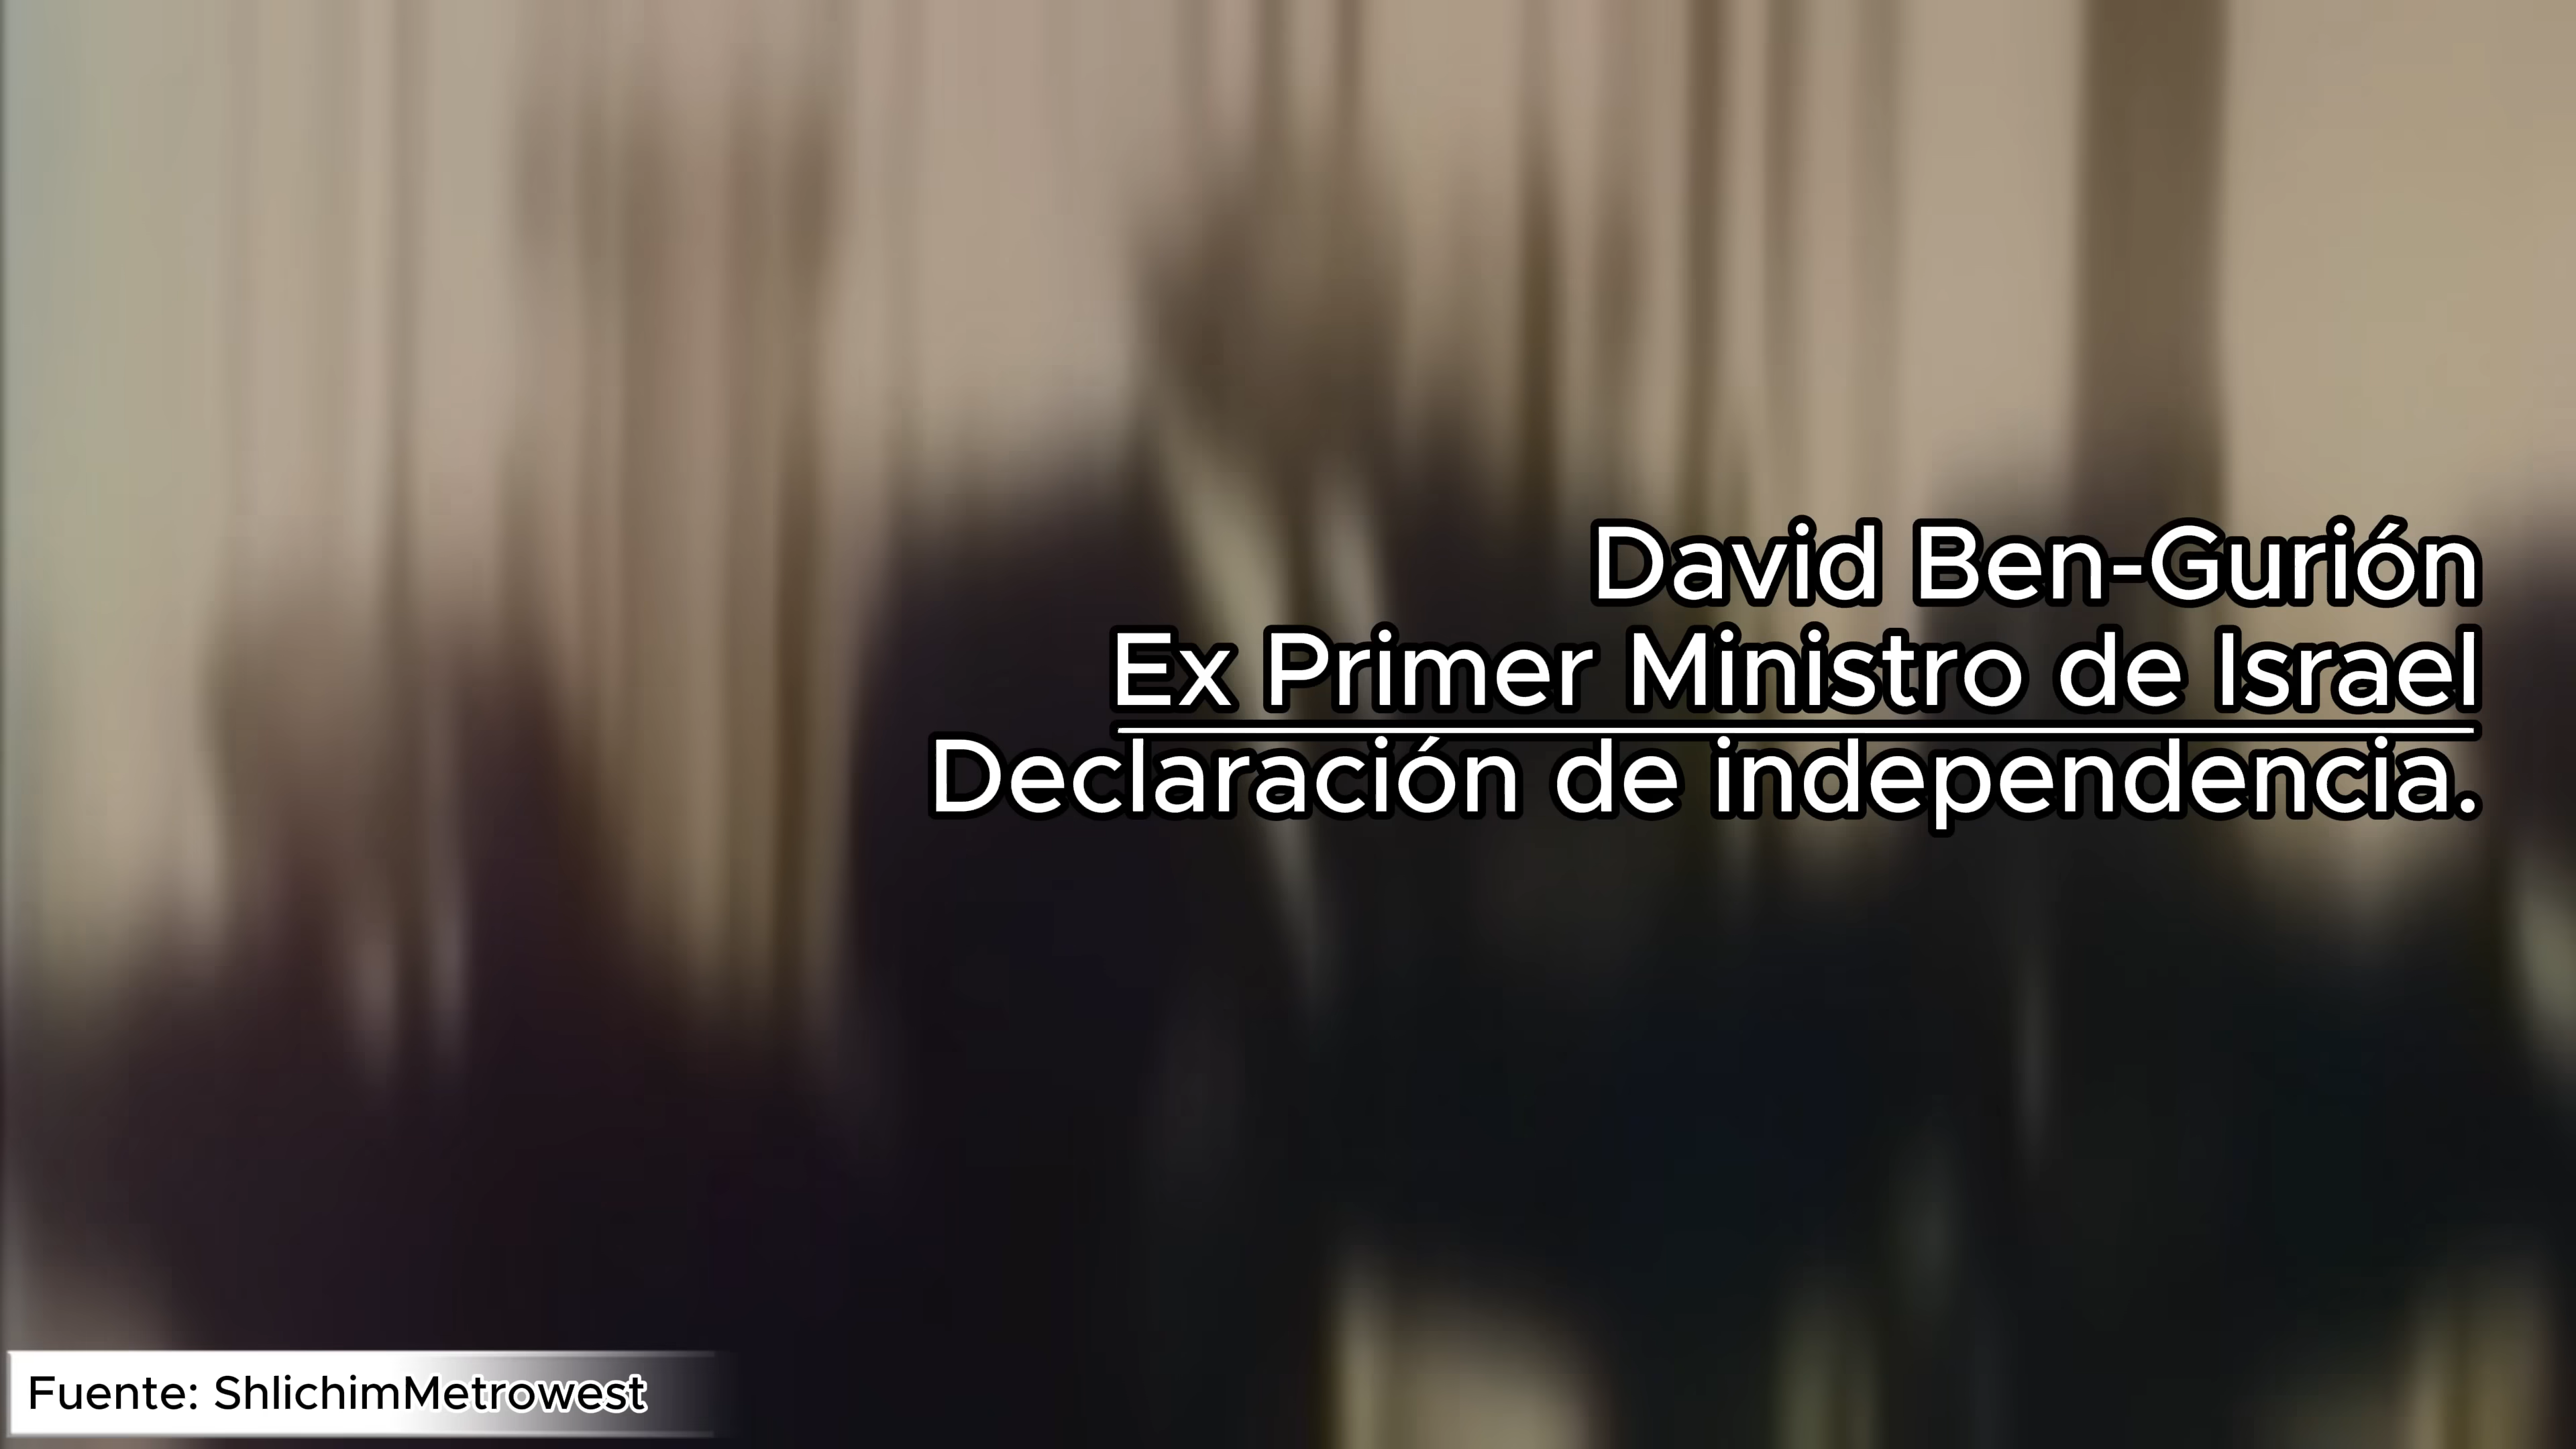 David Ben-Gurión
Ex Primer Ministro de Israel
Declaración de independencia.
Fuente: ShlichimMetrowest